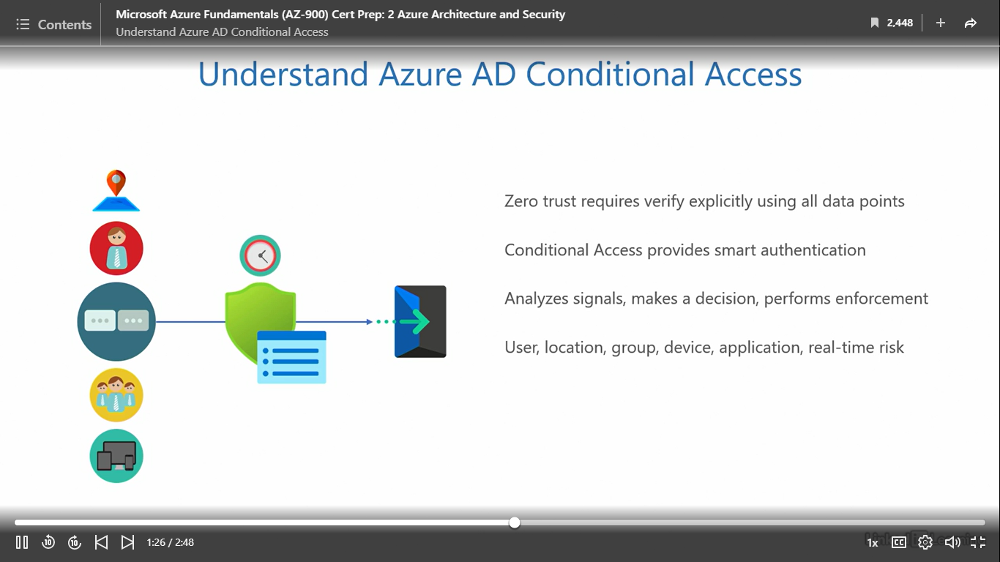 Contents
Microsoft Azure Fundamentals (AZ-900) Cert Prep: 2 Azure Architecture and Security
Understand Azure AD Conditional Access
2,448
Understand Azure AD Conditional Access
Zero trust requires verify explicitly using all data points
Conditional Access provides smart authentication
Analyzes signals, makes a decision, performs enforcement
User, location, group, device, application, real-time risk
10
10
1:26 / 2:48
1x
CC